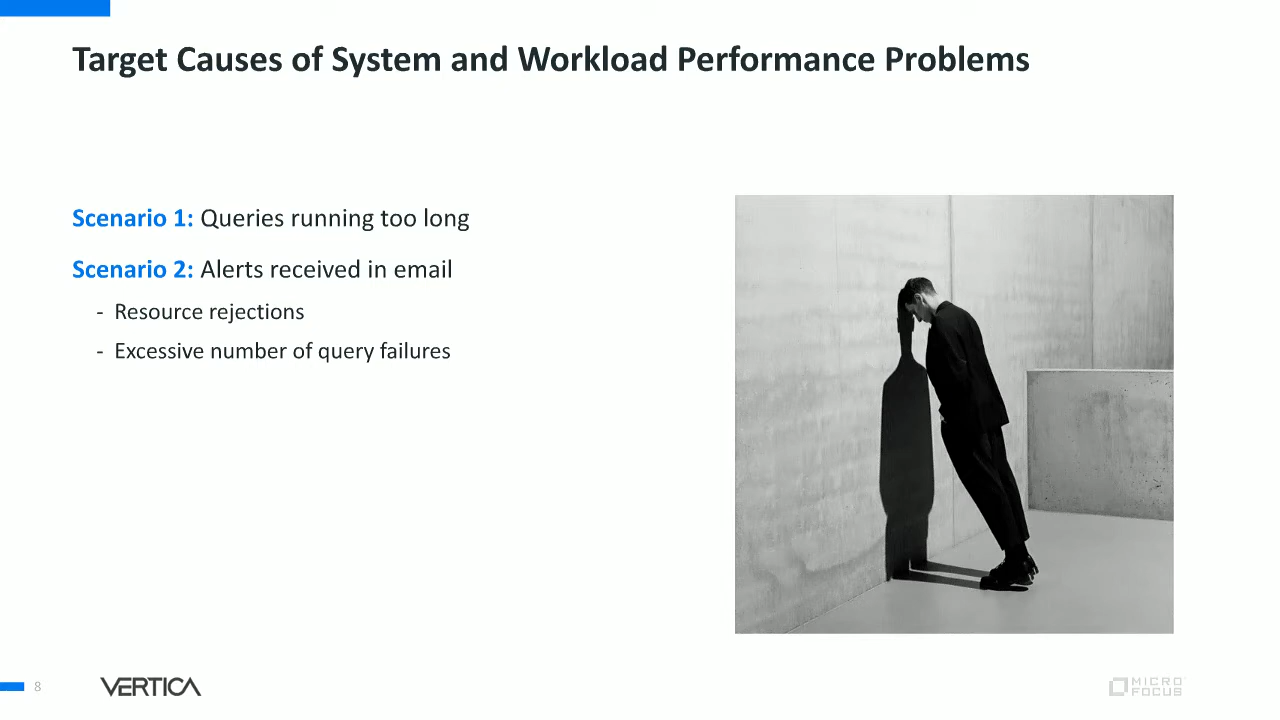 Target Causes of System and Workload Performance Problems
Scenario 1: Queries running too long
Scenario 2: Alerts received in email
- Resource rejections
- Excessive number of query failures
8
VERTICA
MICRO
FOCUS